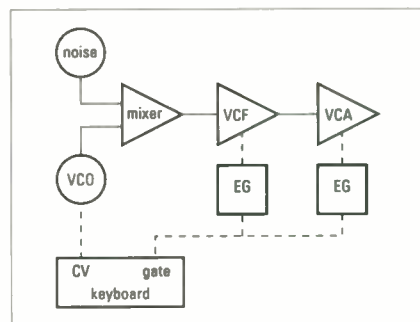 noise
mixer
VCF
VCA
VCO
EG
EG
CV gate
keyboard